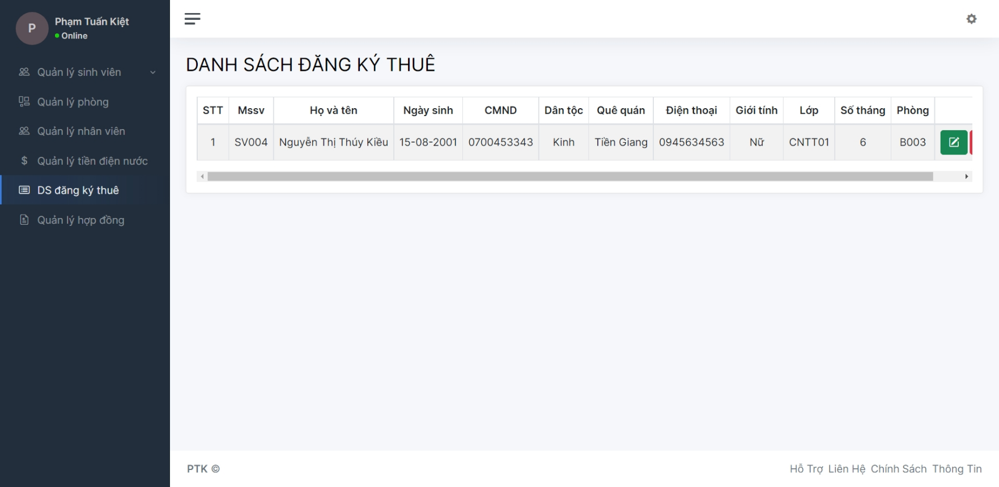 P
Phạm Tuấn Kiệt
Online
Quản lý sinh viên
Quản lý phòng
Quản lý nhân viên
$ Quản lý tiền điện nước
DS đăng ký thuê
Quản lý hợp đồng
DANH SÁCH ĐĂNG KÝ THUÊ
STT Mssv Họ và tên Ngày sinh CMND Dân tộc Quê quán Điện thoại Giới tính Lớp Số tháng Phòng
1 SV004 Nguyễn Thị Thúy Kiều 15-08-2001 0700453343 Kinh Tiền Giang 0945634563 Nữ CNTT01 6 B003
PTK ©
Hỗ Trợ Liên Hệ Chính Sách Thông Tin